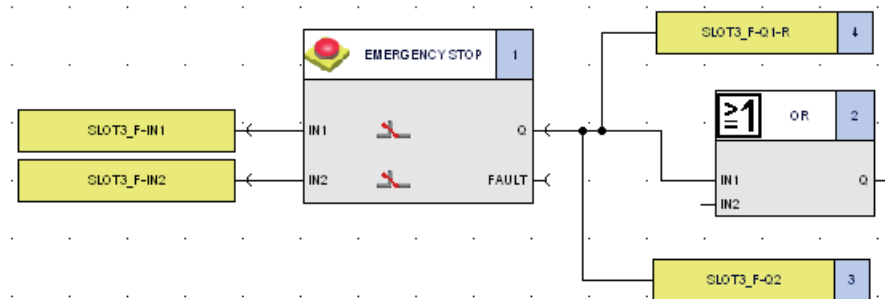 SLOT3_F-Q1-R 4
EMERGENCY STOP 1
≥1 OR 2
SLOT3_F-IN1
IN1 Q
SLOT3_F-IN2
IN2 FAULT
IN1 Q
IN2
SLOT3_F-Q2 3